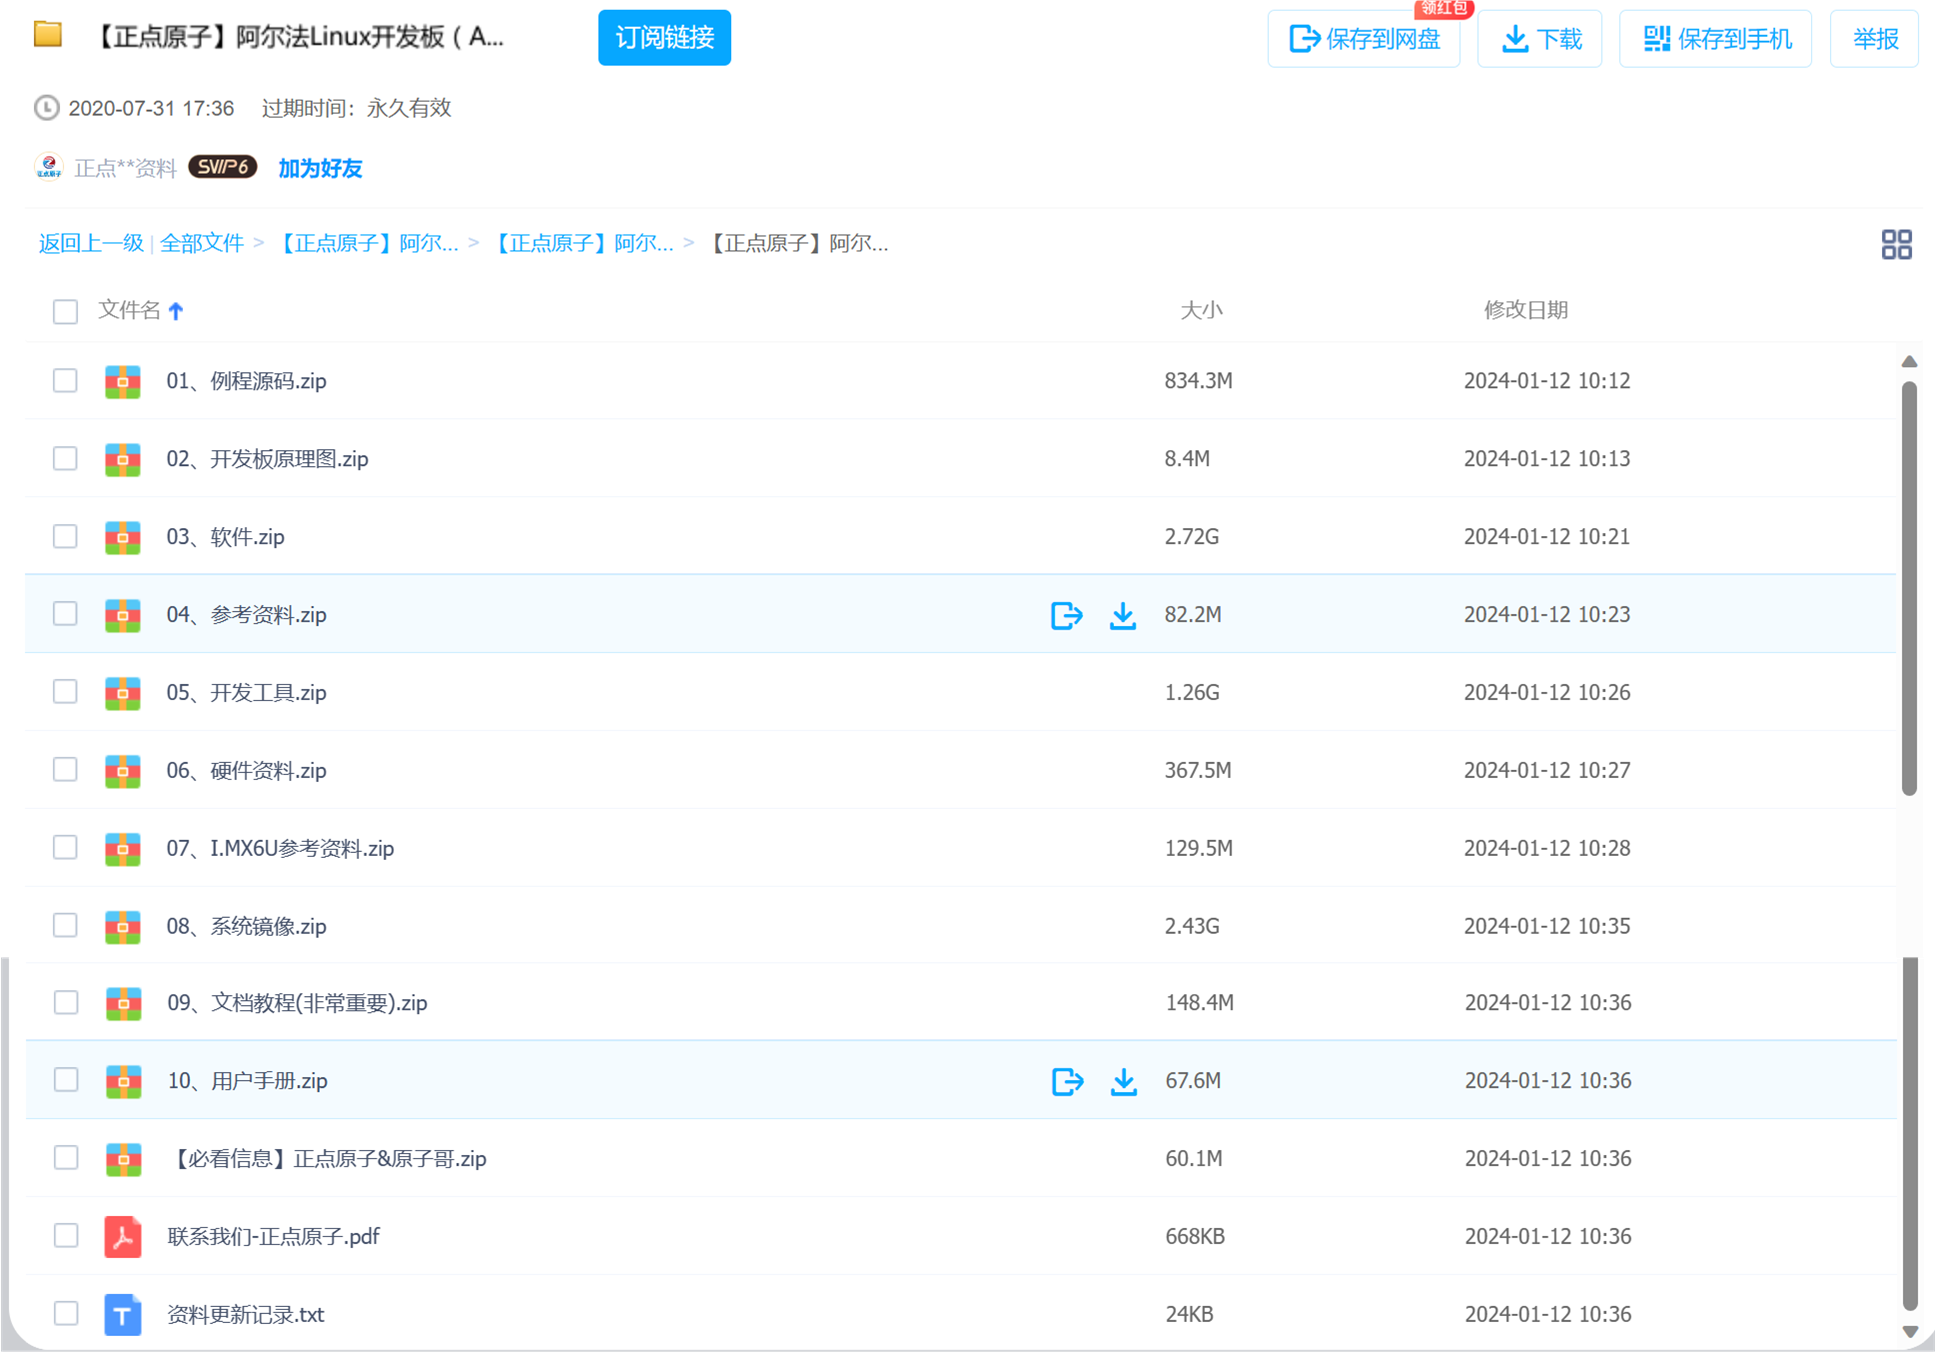 【正点原子】阿尔法Linux开发板（A...
订阅链接
领红包
保存到网盘
下载
保存到手机
举报
2020-07-31 17:36 过期时间：永久有效
正点原子
正点**资料 SVIP6 加为好友
返回上一级 | 全部文件 > 【正点原子】阿尔... > 【正点原子】阿尔... > 【正点原子】阿尔...
文件名 大小 修改日期
01、例程源码.zip 834.3M 2024-01-12 10:12
02、开发板原理图.zip 8.4M 2024-01-12 10:13
03、软件.zip 2.72G 2024-01-12 10:21
04、参考资料.zip 82.2M 2024-01-12 10:23
05、开发工具.zip 1.26G 2024-01-12 10:26
06、硬件资料.zip 367.5M 2024-01-12 10:27
07、I.MX6U参考资料.zip 129.5M 2024-01-12 10:28
08、系统镜像.zip 2.43G 2024-01-12 10:35
09、文档教程(非常重要).zip 148.4M 2024-01-12 10:36
10、用户手册.zip 67.6M 2024-01-12 10:36
【必看信息】正点原子&原子哥.zip 60.1M 2024-01-12 10:36
联系我们-正点原子.pdf 668KB 2024-01-12 10:36
资料更新记录.txt 24KB 2024-01-12 10:36